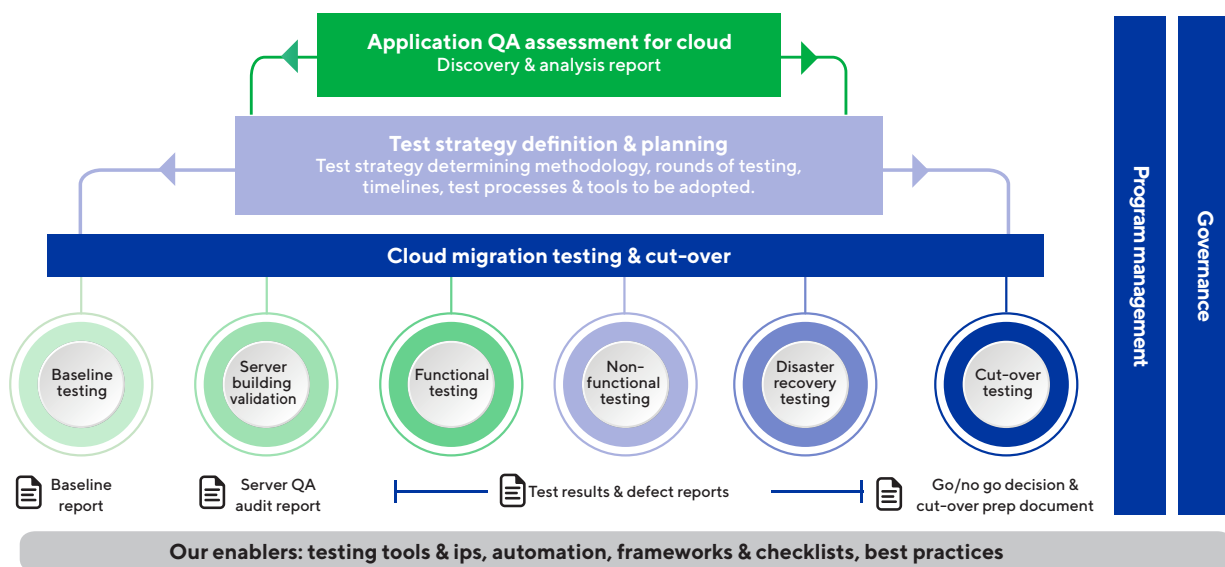 Application QA assessment for cloud
Discovery & analysis report
Test strategy definition & planning
Test strategy determining methodology, rounds of testing,
timelines, test processes & tools to be adopted.
Cloud migration testing & cut-over
Baseline
testing
Server
building
validation
Functional
testing
Non-
functional
testing
Disaster
recovery
testing
Cut-over
testing
Baseline
report
Server QA
audit report
Test results & defect reports
Go/no go decision &
cut-over prep document
Program management
Governance
Our enablers: testing tools & ips, automation, frameworks & checklists, best practices